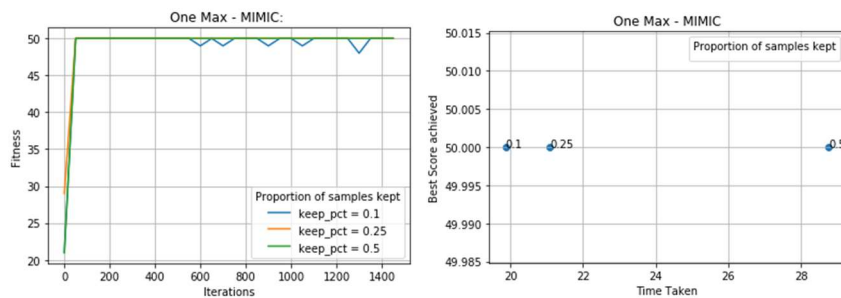 One Max - MIMIC:
50
45
40
35
30
25
20
Fitness
Proportion of samples kept
keep_pct = 0.1
keep_pct = 0.25
keep_pct = 0.5
0 200 400 600 800 1000 1200 1400
Iterations
One Max - MIMIC
50.015
50.010
50.005
50.000
49.995
49.990
49.985
Best Score achieved
Proportion of samples kept
0.1
0.25
0.5
20 22 24 26 28
Time Taken